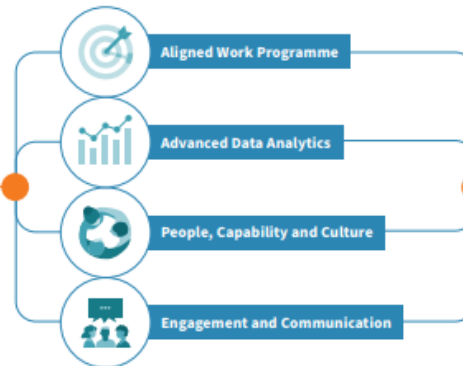 Aligned Work Programme
Advanced Data Analytics
People, Capability and Culture
Engagement and Communication